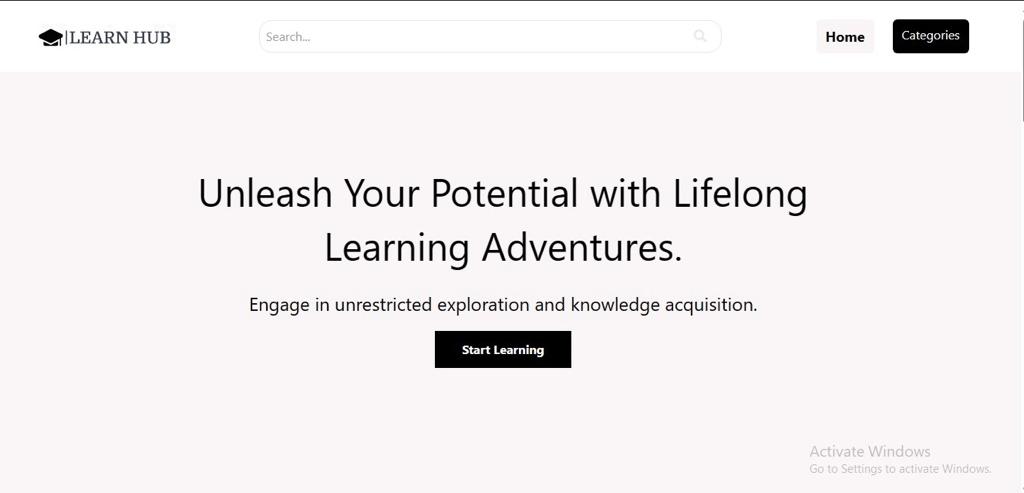 |LEARN HUB
Search...
Home
Categories
Unleash Your Potential with Lifelong
Learning Adventures.
Engage in unrestricted exploration and knowledge acquisition.
Start Learning
Activate Windows
Go to Settings to activate Windows.